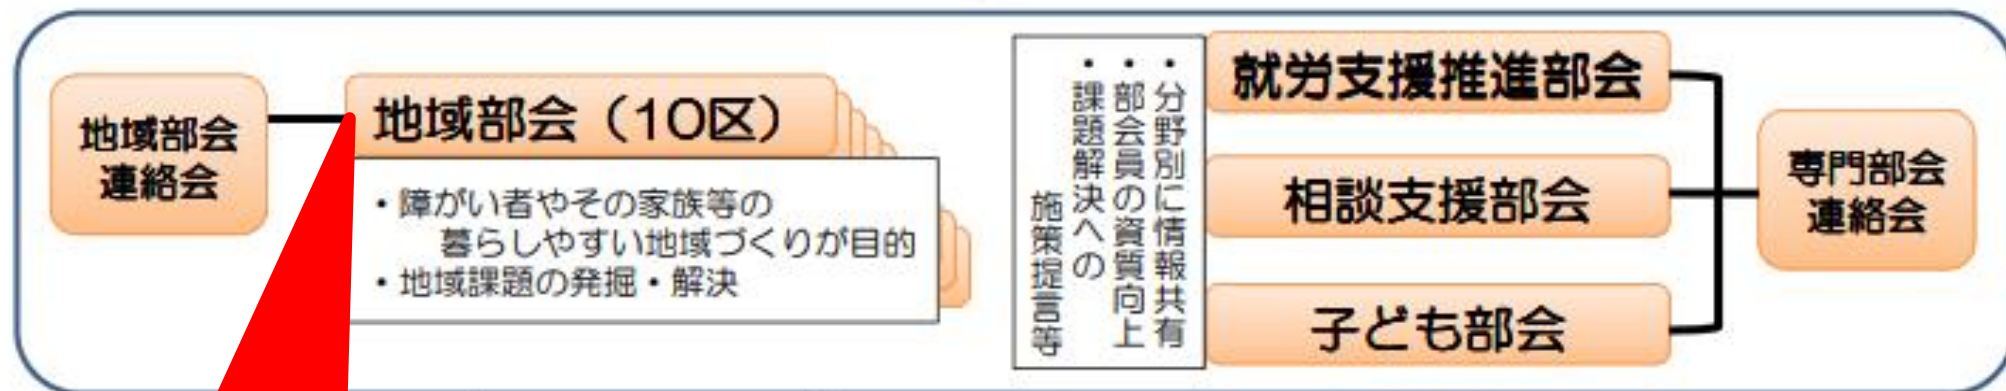 地域部会
連絡会
地域部会（10区）
・障がい者やその家族等の
暮らしやすい地域づくりが目的
・地域課題の発掘・解決
・分野別に情報共有
・部会員の資質向上
・課題解決への
施策提言等
就労支援推進部会
相談支援部会
子ども部会
専門部会
連絡会